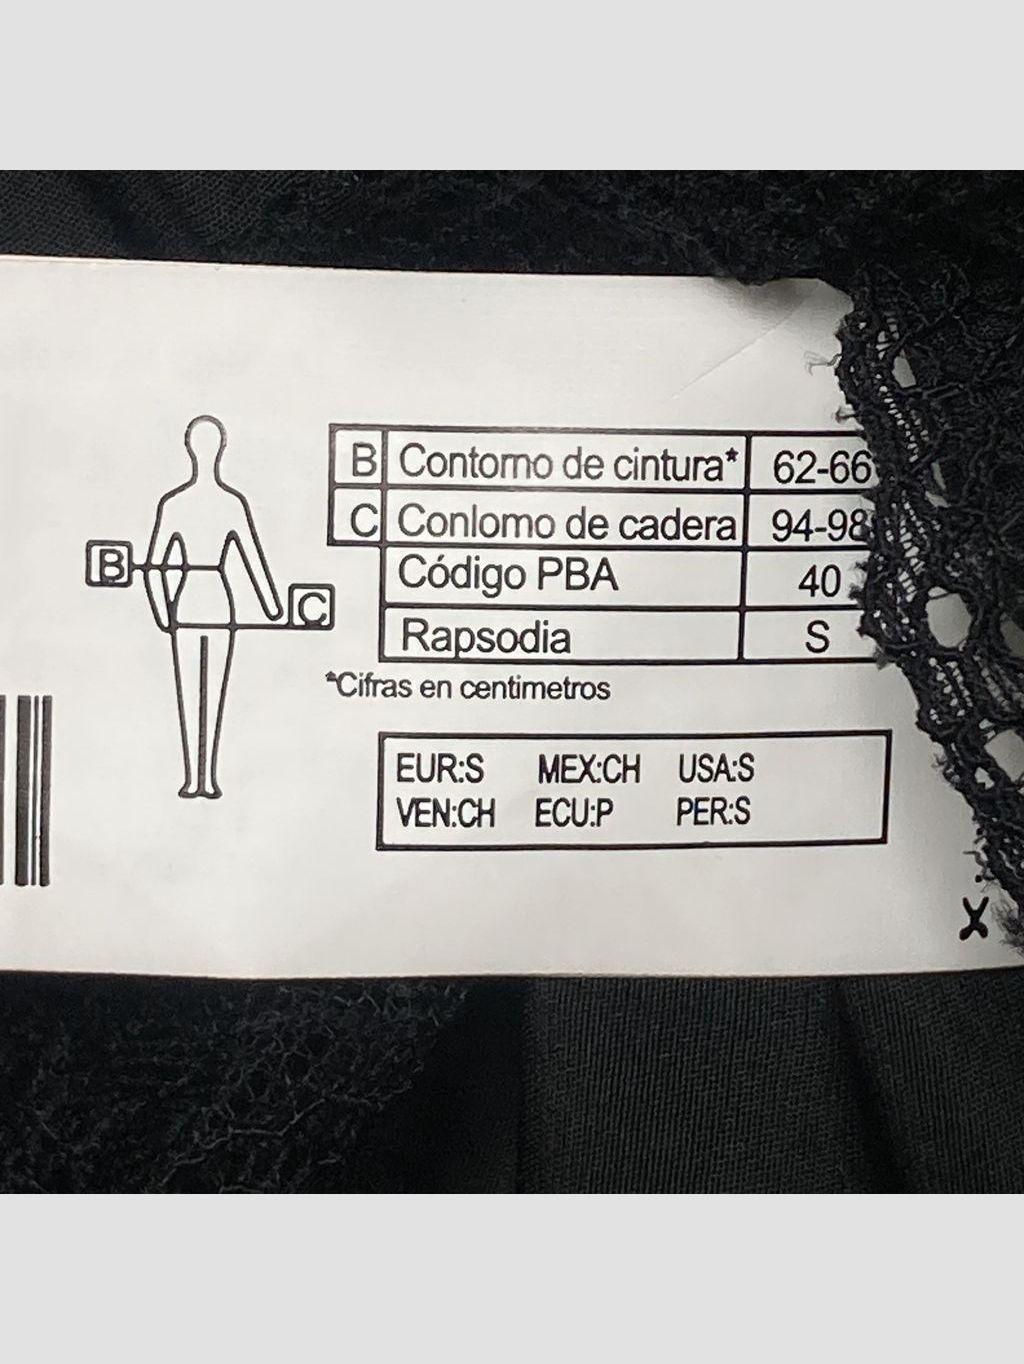 B Contorno de cintura* 62-66
C Conlomo de cadera 94-98
Código PBA 40
Rapsodia S
*Cifras en centimetros
B
C
EUR:S MEX:CH USA:S
VEN:CH ECU:P PER:S
X